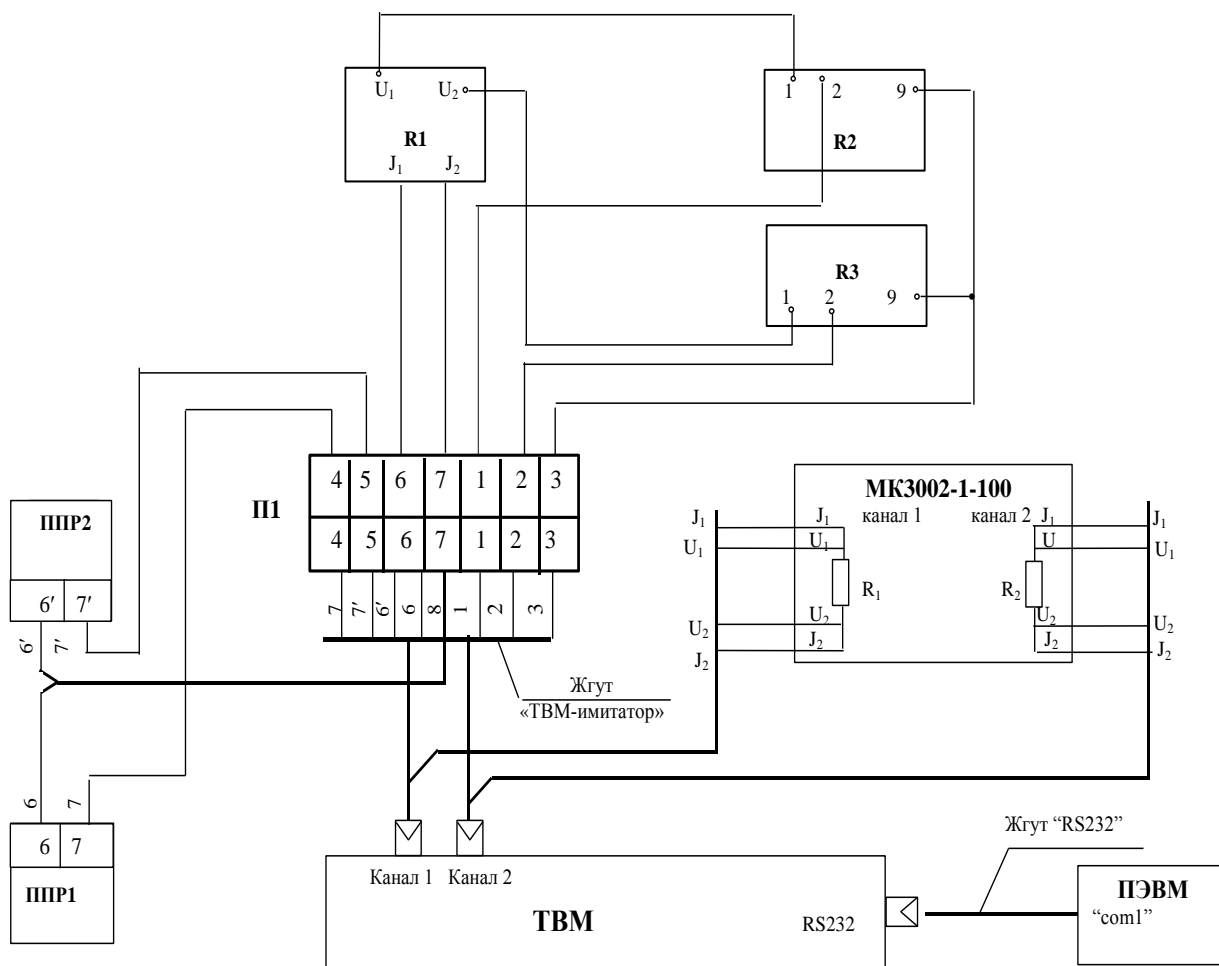 U₁ U₂
R1
J₁ J₂
1 2 9
R2
R3
1 2 9
П1
4 5 6 7 1 2 3
4 5 6 7 1 2 3
7 7' 6' 6 8 1 2 3
Жгут
«ТВМ-имитатор»
ППР2
6' 7'
6' 7'
6 7
6 7
ППР1
МК3002-1-100
канал 1 канал 2
J₁ J₁ J₁ J₁
U₁ U₁ U U₁
R₁ R₂
U₂ U₂ U₂ U₂
J₂ J₂ J₂ J₂
Канал 1 Канал 2
ТВМ
RS232
Жгут “RS232”
ПЭВМ
“com1”